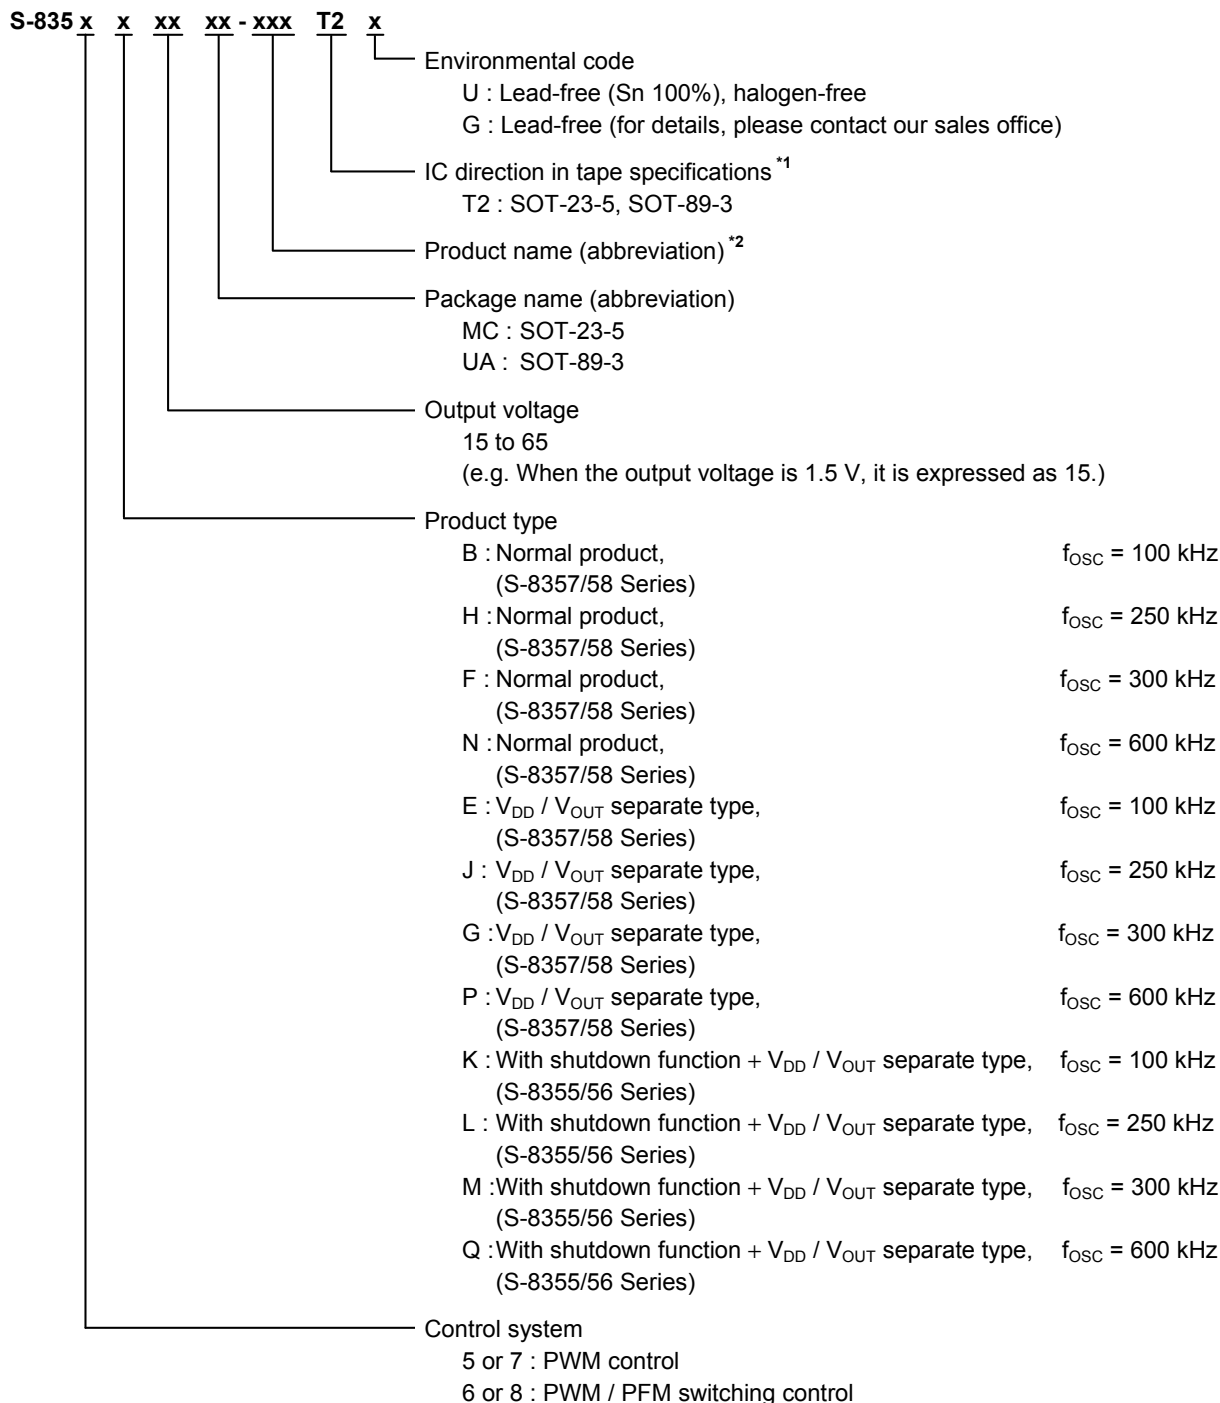 S-835 x x xx xx - xxx T2 x
Environmental code
U : Lead-free (Sn 100%), halogen-free
G : Lead-free (for details, please contact our sales office)
IC direction in tape specifications *1
T2 : SOT-23-5, SOT-89-3
Product name (abbreviation) *2
Package name (abbreviation)
MC : SOT-23-5
UA : SOT-89-3
Output voltage
15 to 65
(e.g. When the output voltage is 1.5 V, it is expressed as 15.)
Product type
B : Normal product, fOSC = 100 kHz
(S-8357/58 Series)
H : Normal product, fOSC = 250 kHz
(S-8357/58 Series)
F : Normal product, fOSC = 300 kHz
(S-8357/58 Series)
N : Normal product, fOSC = 600 kHz
(S-8357/58 Series)
E : VDD / VOUT separate type, fOSC = 100 kHz
(S-8357/58 Series)
J : VDD / VOUT separate type, fOSC = 250 kHz
(S-8357/58 Series)
G : VDD / VOUT separate type, fOSC = 300 kHz
(S-8357/58 Series)
P : VDD / VOUT separate type, fOSC = 600 kHz
(S-8357/58 Series)
K : With shutdown function + VDD / VOUT separate type, fOSC = 100 kHz
(S-8355/56 Series)
L : With shutdown function + VDD / VOUT separate type, fOSC = 250 kHz
(S-8355/56 Series)
M : With shutdown function + VDD / VOUT separate type, fOSC = 300 kHz
(S-8355/56 Series)
Q : With shutdown function + VDD / VOUT separate type, fOSC = 600 kHz
(S-8355/56 Series)
Control system
5 or 7 : PWM control
6 or 8 : PWM / PFM switching control